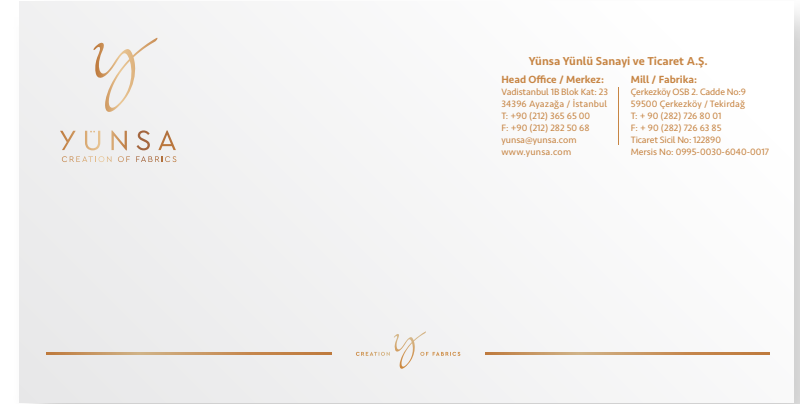 y
YÜNSA
CREATION OF FABRICS
Yünsa Yünlü Sanayi ve Ticaret A.Ş.
Head Office / Merkez:
Vadistanbul 1B Blok Kat: 23
34396 Ayazağa / İstanbul
T: +90 (212) 365 65 00
F: +90 (212) 282 50 68
yunsa@yunsa.com
www.yunsa.com
Mill / Fabrika:
Çerkezköy OSB 2. Cadde No:9
59500 Çerkezköy / Tekirdağ
T: + 90 (282) 726 80 01
F: + 90 (282) 726 63 85
Ticaret Sicil No: 122890
Mersis No: 0995-0030-6040-0017
CREATION y OF FABRICS